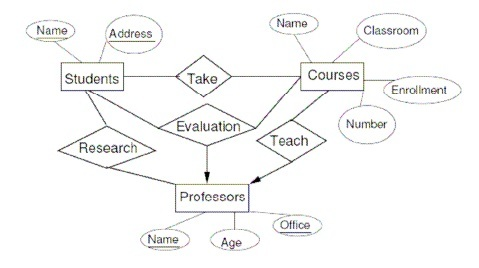 Name
Address
Name
Classroom
Students
Take
Courses
Enrollment
Evaluation
Number
Research
Teach
Professors
Name
Age
Office